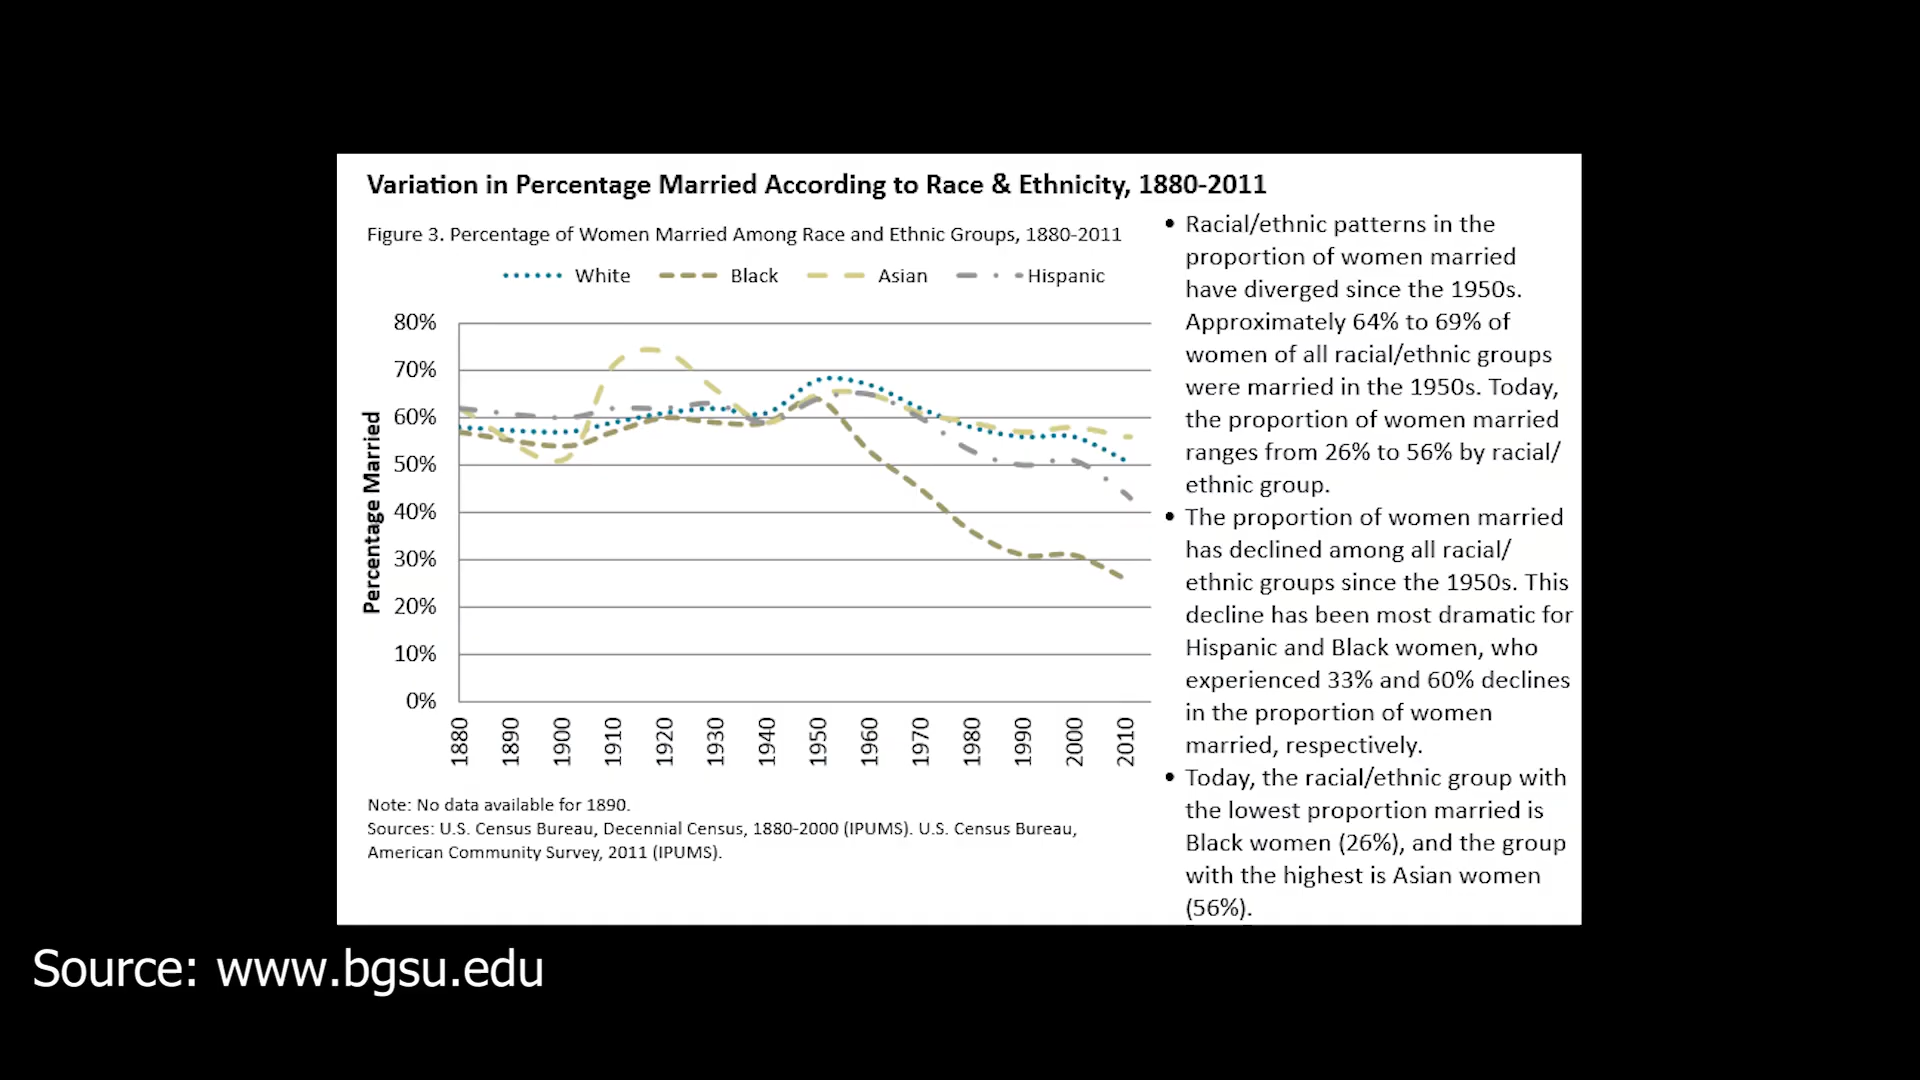 Variation in Percentage Married According to Race & Ethnicity, 1880-2011
Figure 3. Percentage of Women Married Among Race and Ethnic Groups, 1880-2011
White
Black
Asian
Hispanic
Percentage Married
80%
70%
60%
50%
40%
30%
20%
10%
0%
1880
1890
1900
1910
1920
1930
1940
1950
1960
1970
1980
1990
2000
2010
Note: No data available for 1890.
Sources: U.S. Census Bureau, Decennial Census, 1880-2000 (IPUMS). U.S. Census Bureau,
American Community Survey, 2011 (IPUMS).
• Racial/ethnic patterns in the
proportion of women married
have diverged since the 1950s.
Approximately 64% to 69% of
women of all racial/ethnic groups
were married in the 1950s. Today,
the proportion of women married
ranges from 26% to 56% by racial/
ethnic group.
• The proportion of women married
has declined among all racial/
ethnic groups since the 1950s. This
decline has been most dramatic for
Hispanic and Black women, who
experienced 33% and 60% declines
in the proportion of women
married, respectively.
• Today, the racial/ethnic group with
the lowest proportion married is
Black women (26%), and the group
with the highest is Asian women
(56%).
Source: www.bgsu.edu